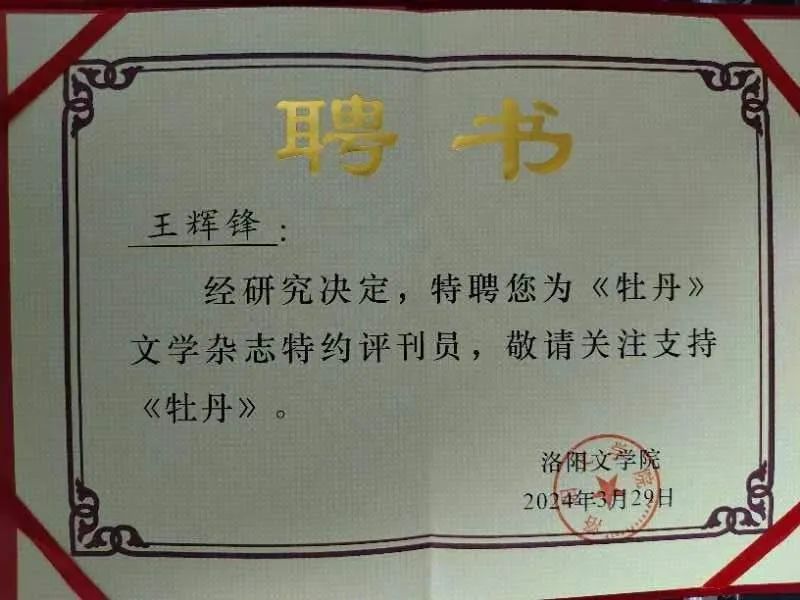 聘书
王辉锋：
经研究决定，特聘您为《牡丹》
文学杂志特约评刊员，敬请关注支持
《牡丹》。
洛阳文学院
2024年3月29日